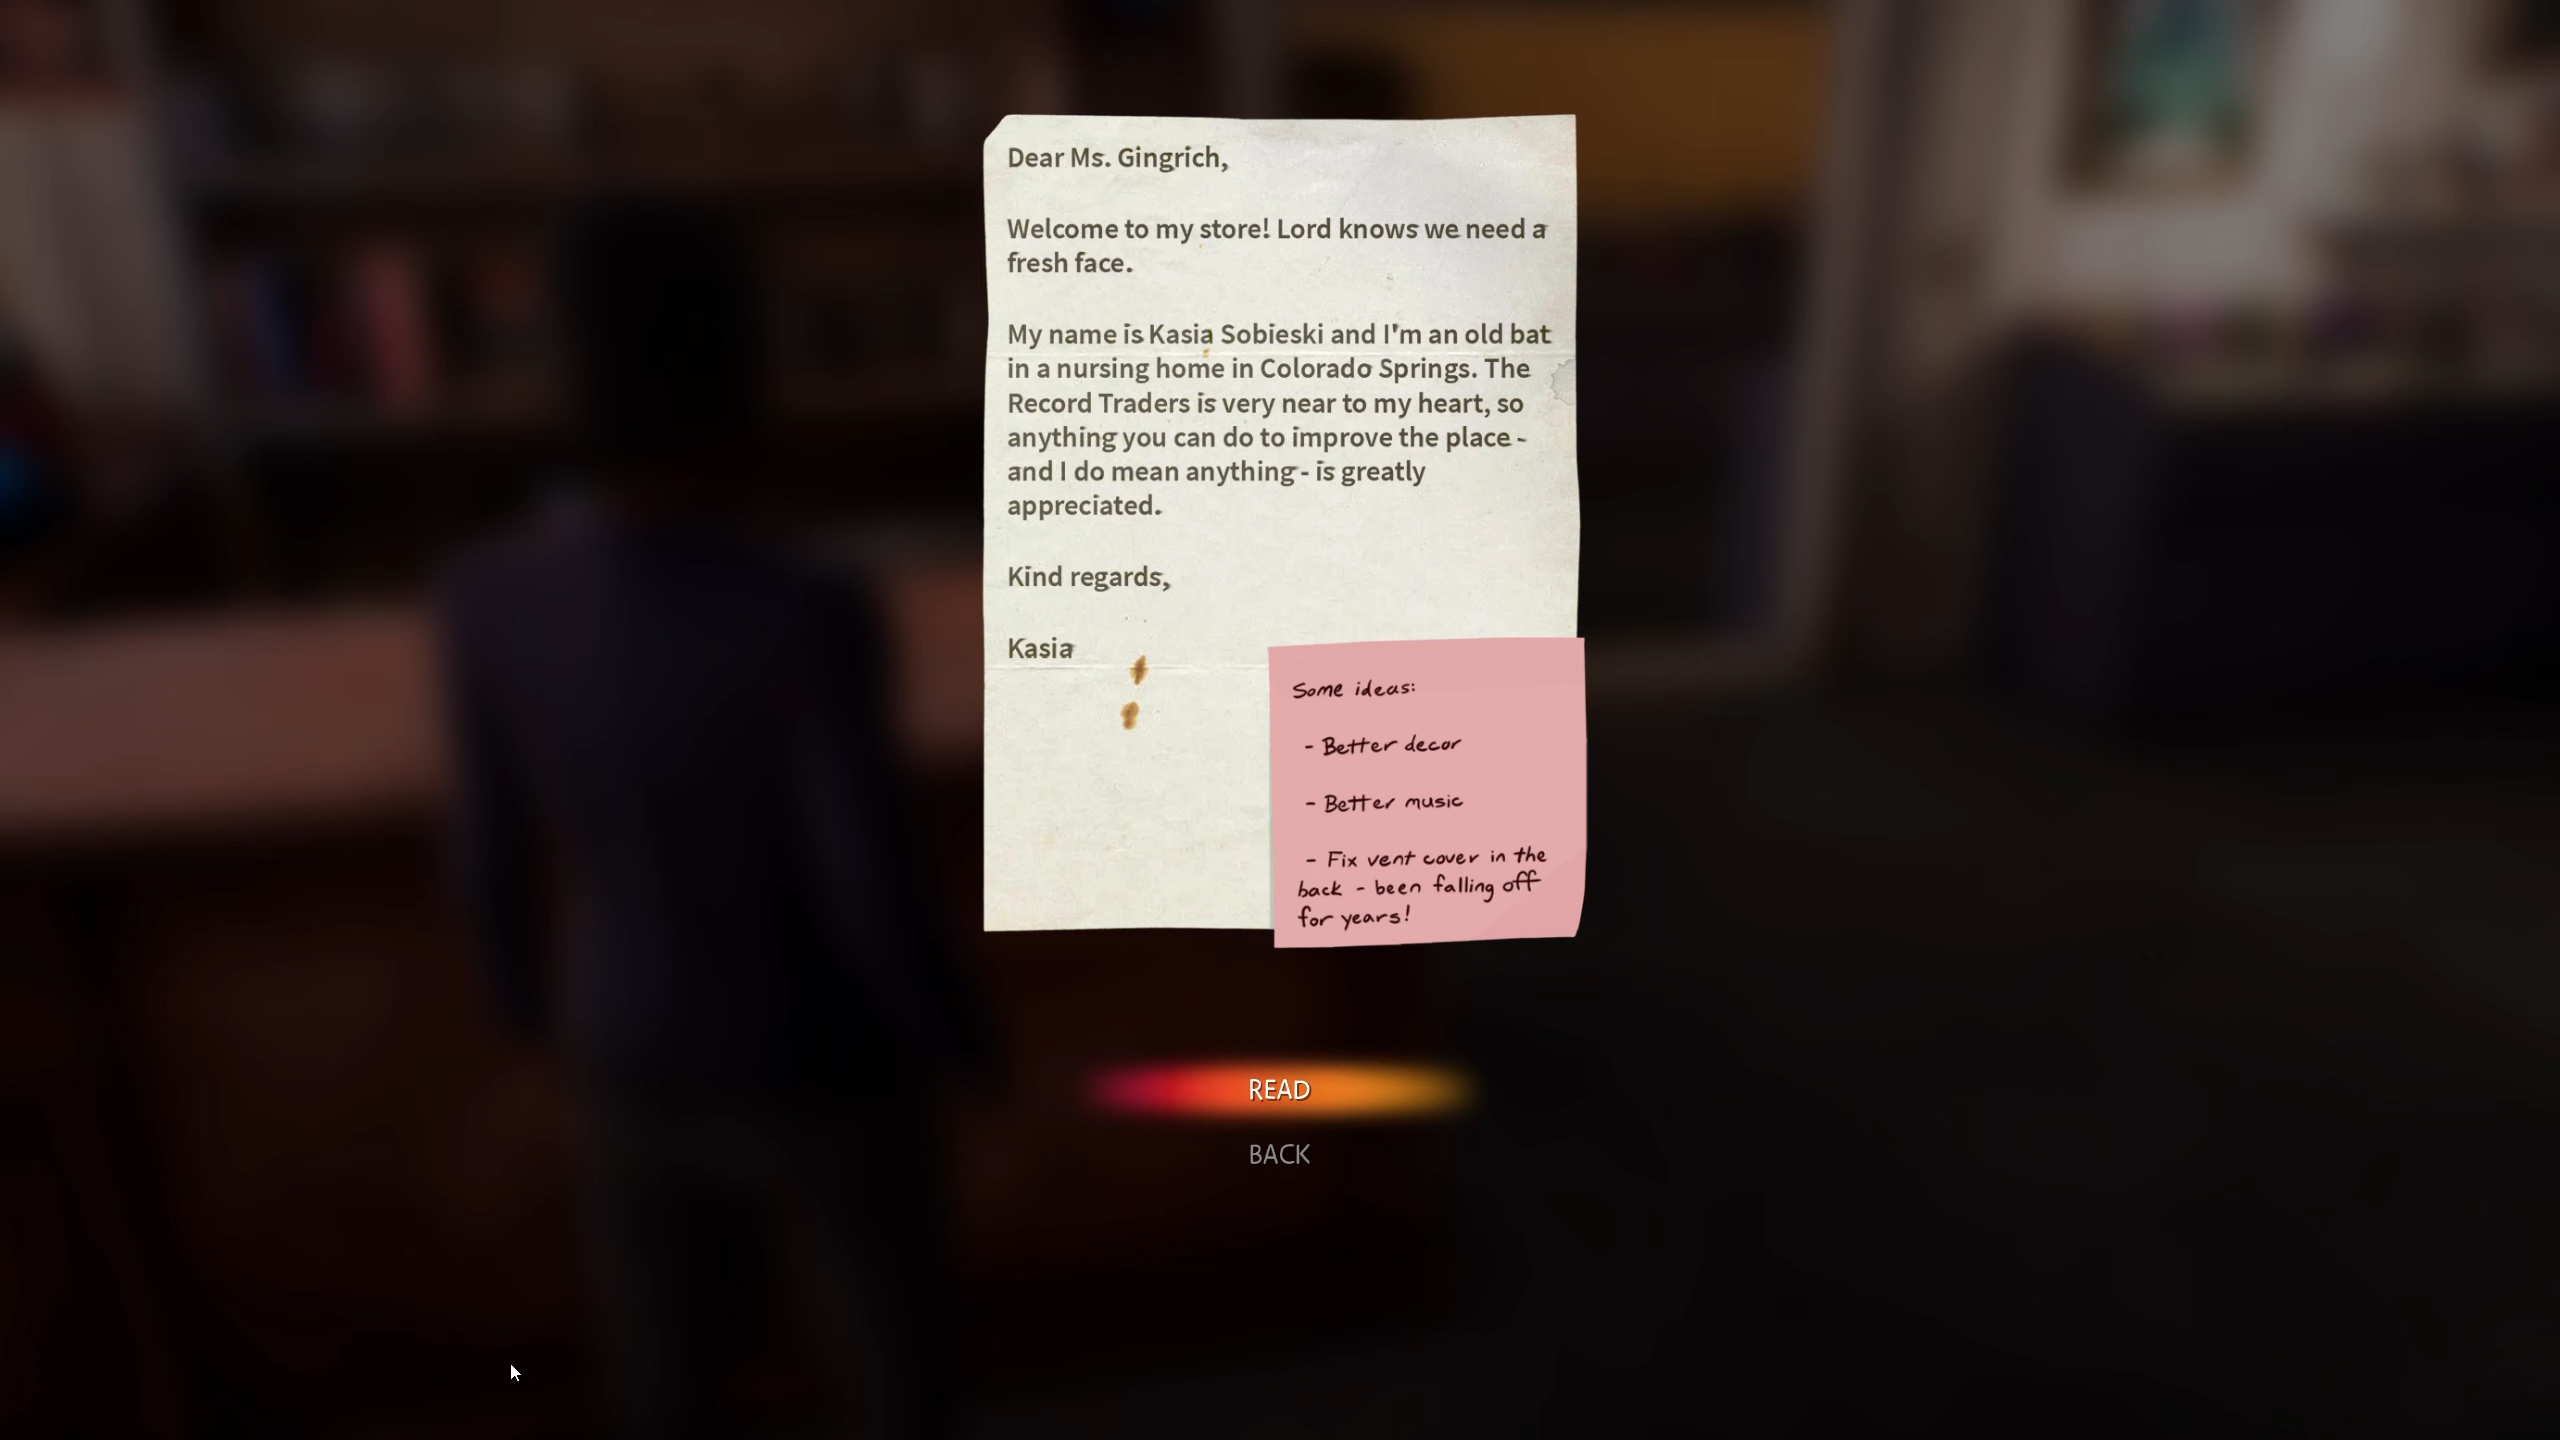 Dear Ms. Gingrich,
Welcome to my store! Lord knows we need a
fresh face.
My name is Kasia Sobieski and I'm an old bat
in a nursing home in Colorado Springs. The
Record Traders is very near to my heart, so
anything you can do to improve the place -
and I do mean anything - is greatly
appreciated.
Kind regards,
Kasia
Some ideas:
- Better decor
- Better music
- Fix vent cover in the
back - been falling off
for years!
READ
BACK